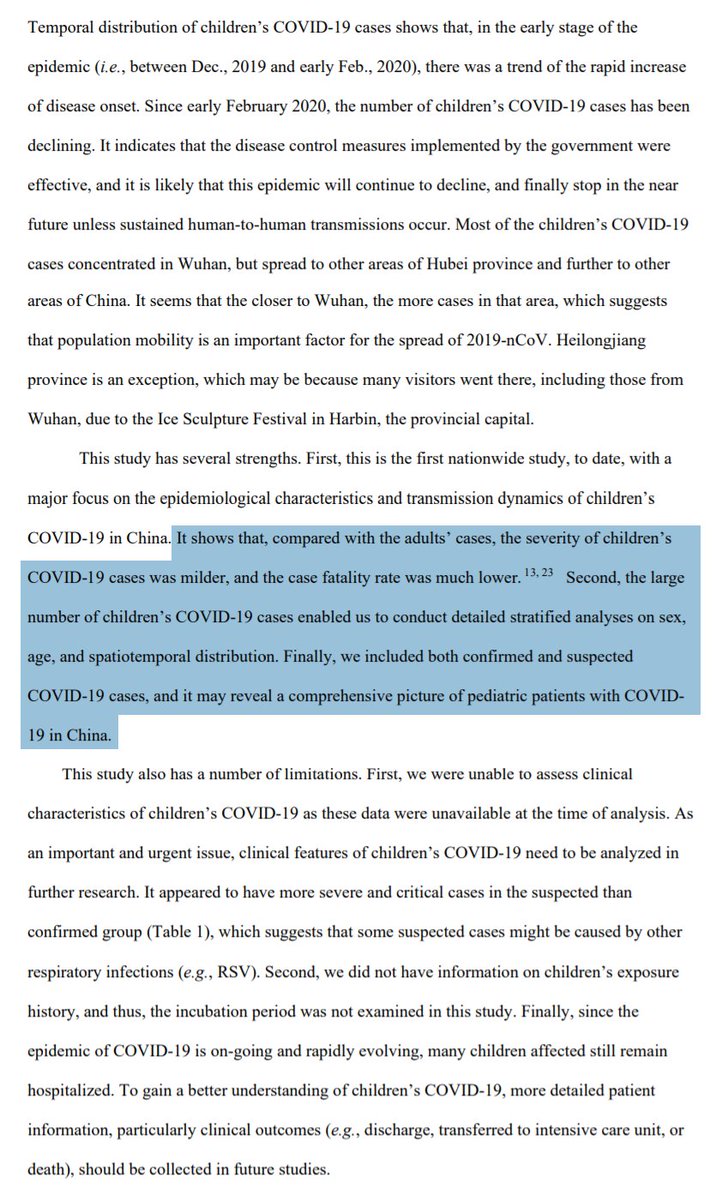 Temporal distribution of children’s COVID-19 cases shows that, in the early stage of the
epidemic (i.e., between Dec., 2019 and early Feb., 2020), there was a trend of the rapid increase
of disease onset. Since early February 2020, the number of children’s COVID-19 cases has been
declining. It indicates that the disease control measures implemented by the government were
effective, and it is likely that this epidemic will continue to decline, and finally stop in the near
future unless sustained human-to-human transmissions occur. Most of the children’s COVID-19
cases concentrated in Wuhan, but spread to other areas of Hubei province and further to other
areas of China. It seems that the closer to Wuhan, the more cases in that area, which suggests
that population mobility is an important factor for the spread of 2019-nCoV. Heilongjiang
province is an exception, which may be because many visitors went there, including those from
Wuhan, due to the Ice Sculpture Festival in Harbin, the provincial capital.
This study has several strengths. First, this is the first nationwide study, to date, with a
major focus on the epidemiological characteristics and transmission dynamics of children’s
COVID-19 in China. It shows that, compared with the adults’ cases, the severity of children’s
COVID-19 cases was milder, and the case fatality rate was much lower. 13, 23 Second, the large
number of children’s COVID-19 cases enabled us to conduct detailed stratified analyses on sex,
age, and spatiotemporal distribution. Finally, we included both confirmed and suspected
COVID-19 cases, and it may reveal a comprehensive picture of pediatric patients with COVID-
19 in China.
This study also has a number of limitations. First, we were unable to assess clinical
characteristics of children’s COVID-19 as these data were unavailable at the time of analysis. As
an important and urgent issue, clinical features of children’s COVID-19 need to be analyzed in
further research. It appeared to have more severe and critical cases in the suspected than
confirmed group (Table 1), which suggests that some suspected cases might be caused by other
respiratory infections (e.g., RSV). Second, we did not have information on children’s exposure
history, and thus, the incubation period was not examined in this study. Finally, since the
epidemic of COVID-19 is on-going and rapidly evolving, many children affected still remain
hospitalized. To gain a better understanding of children’s COVID-19, more detailed patient
information, particularly clinical outcomes (e.g., discharge, transferred to intensive care unit, or
death), should be collected in future studies.